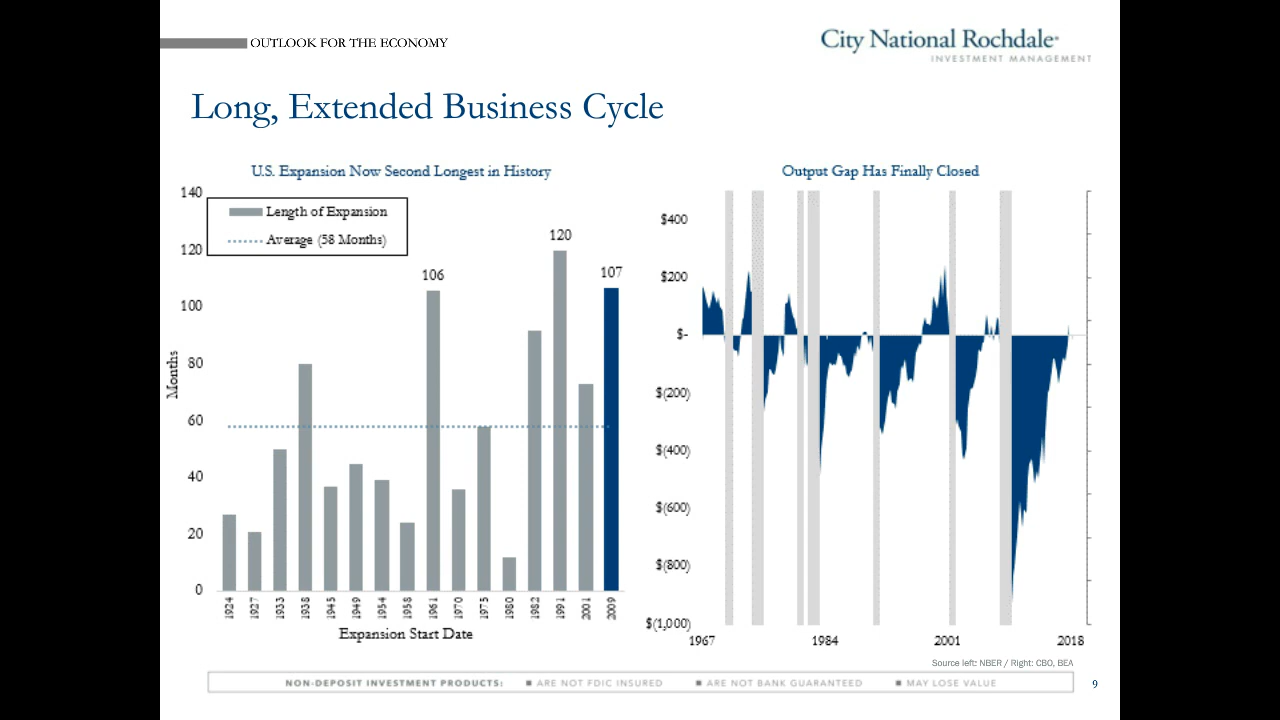 OUTLOOK FOR THE ECONOMY
City National Rochdale
INVESTMENT MANAGEMENT
Long, Extended Business Cycle
U.S. Expansion Now Second Longest in History
140
120
100
80
60
40
20
0
Months
Length of Expansion
Average (58 Months)
106
120
107
1924
1927
1933
1938
1945
1949
1954
1958
1961
1970
1975
1980
1982
1991
2001
2009
Expansion Start Date
Output Gap Has Finally Closed
$400
$200
$-
$(200)
$(400)
$(600)
$(800)
$(1,000)
1967 1984 2001 2018
Source left: NBER / Right: CBO, BEA
NON-DEPOSIT INVESTMENT PRODUCTS: ■ ARE NOT FDIC INSURED ■ ARE NOT BANK GUARANTEED ■ MAY LOSE VALUE
9